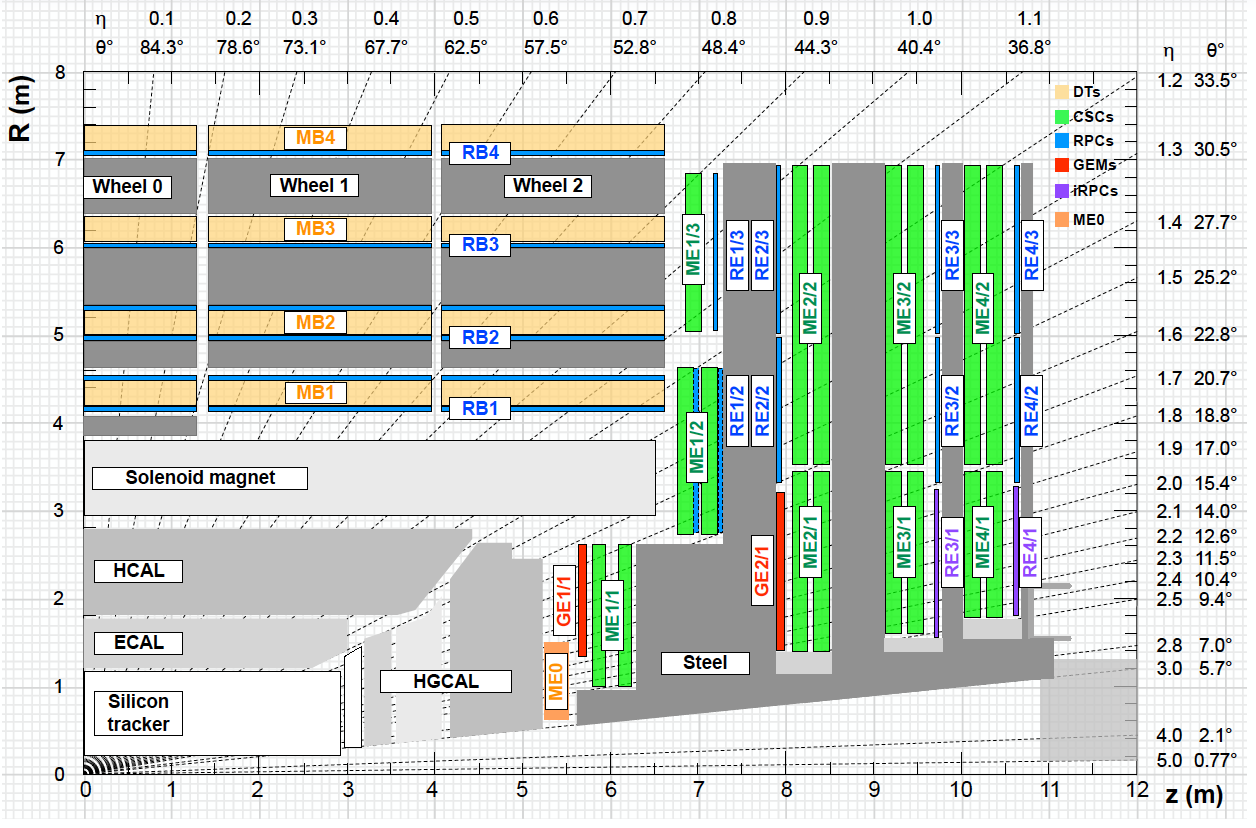 η 0.1 0.2 0.3 0.4 0.5 0.6 0.7 0.8 0.9 1.0 1.1
θ° 84.3° 78.6° 73.1° 67.7° 62.5° 57.5° 52.8° 48.4° 44.3° 40.4° 36.8°
η θ°
R (m)
8
7
6
5
4
3
2
1
0
1.2 33.5°
1.3 30.5°
1.4 27.7°
1.5 25.2°
1.6 22.8°
1.7 20.7°
1.8 18.8°
1.9 17.0°
2.0 15.4°
2.1 14.0°
2.2 12.6°
2.3 11.5°
2.4 10.4°
2.5 9.4°
2.8 7.0°
3.0 5.7°
4.0 2.1°
5.0 0.77°
DTs
CSCs
RPCs
GEMs
iRPCs
ME0
MB4
RB4
Wheel 0 Wheel 1 Wheel 2
MB3
RB3
MB2
RB2
MB1
RB1
Solenoid magnet
HCAL
ECAL
Silicon
tracker
HGCAL
Steel
ME1/3
RE1/3
RE2/3
ME2/2
ME3/2
RE3/3
ME4/2
RE4/3
ME1/2
RE1/2
RE2/2
RE3/2
RE4/2
GE1/1
ME1/1
ME0
GE2/1
ME2/1
ME3/1
RE3/1
ME4/1
RE4/1
0 1 2 3 4 5 6 7 8 9 10 11 12
z (m)